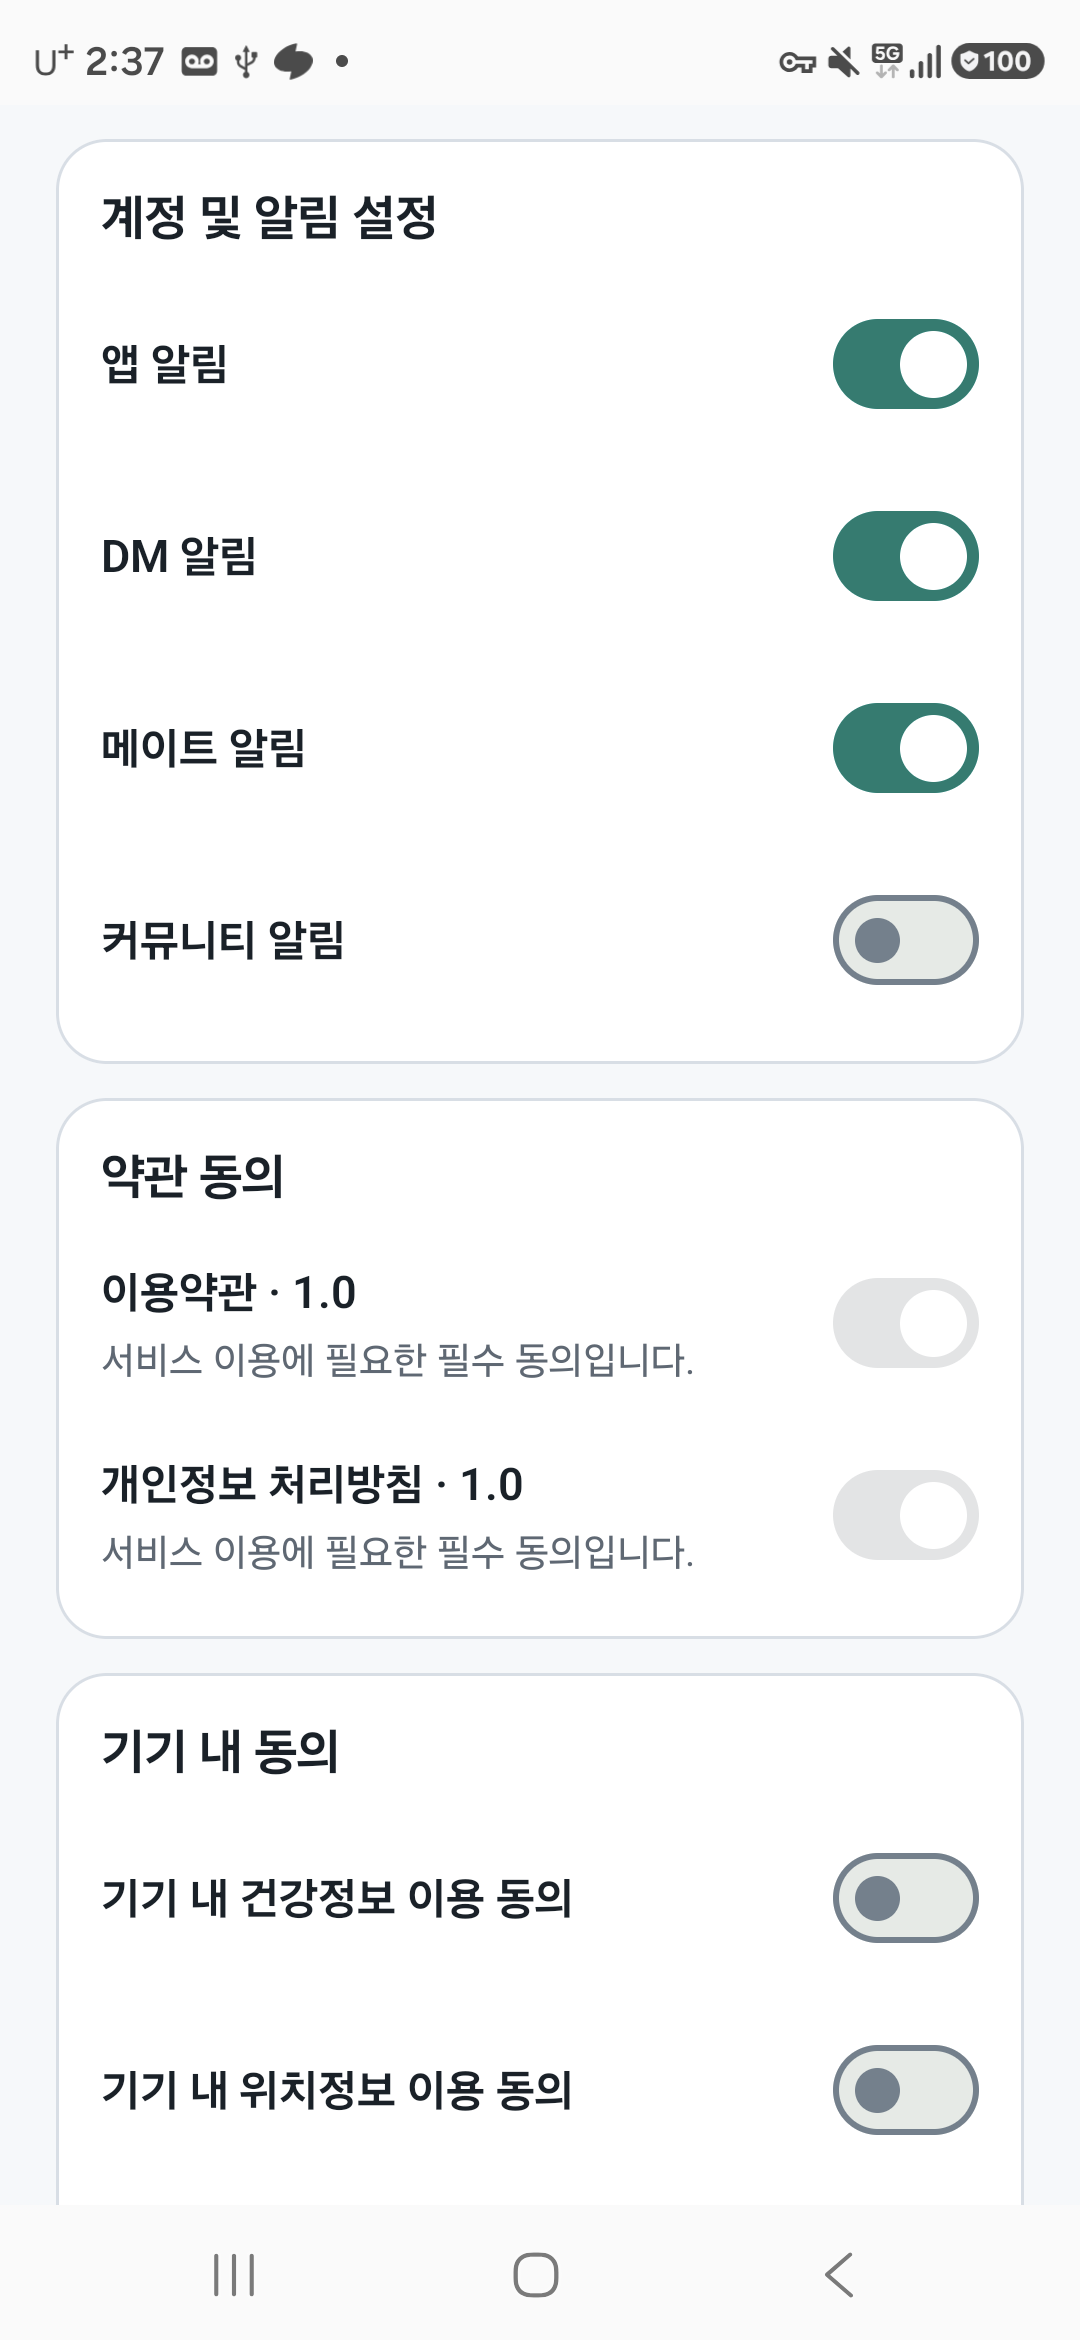 U+ 2:37 5G 100
계정 및 알림 설정
앱 알림
DM 알림
메이트 알림
커뮤니티 알림
약관 동의
이용약관 · 1.0
서비스 이용에 필요한 필수 동의입니다.
개인정보 처리방침 · 1.0
서비스 이용에 필요한 필수 동의입니다.
기기 내 동의
기기 내 건강정보 이용 동의
기기 내 위치정보 이용 동의